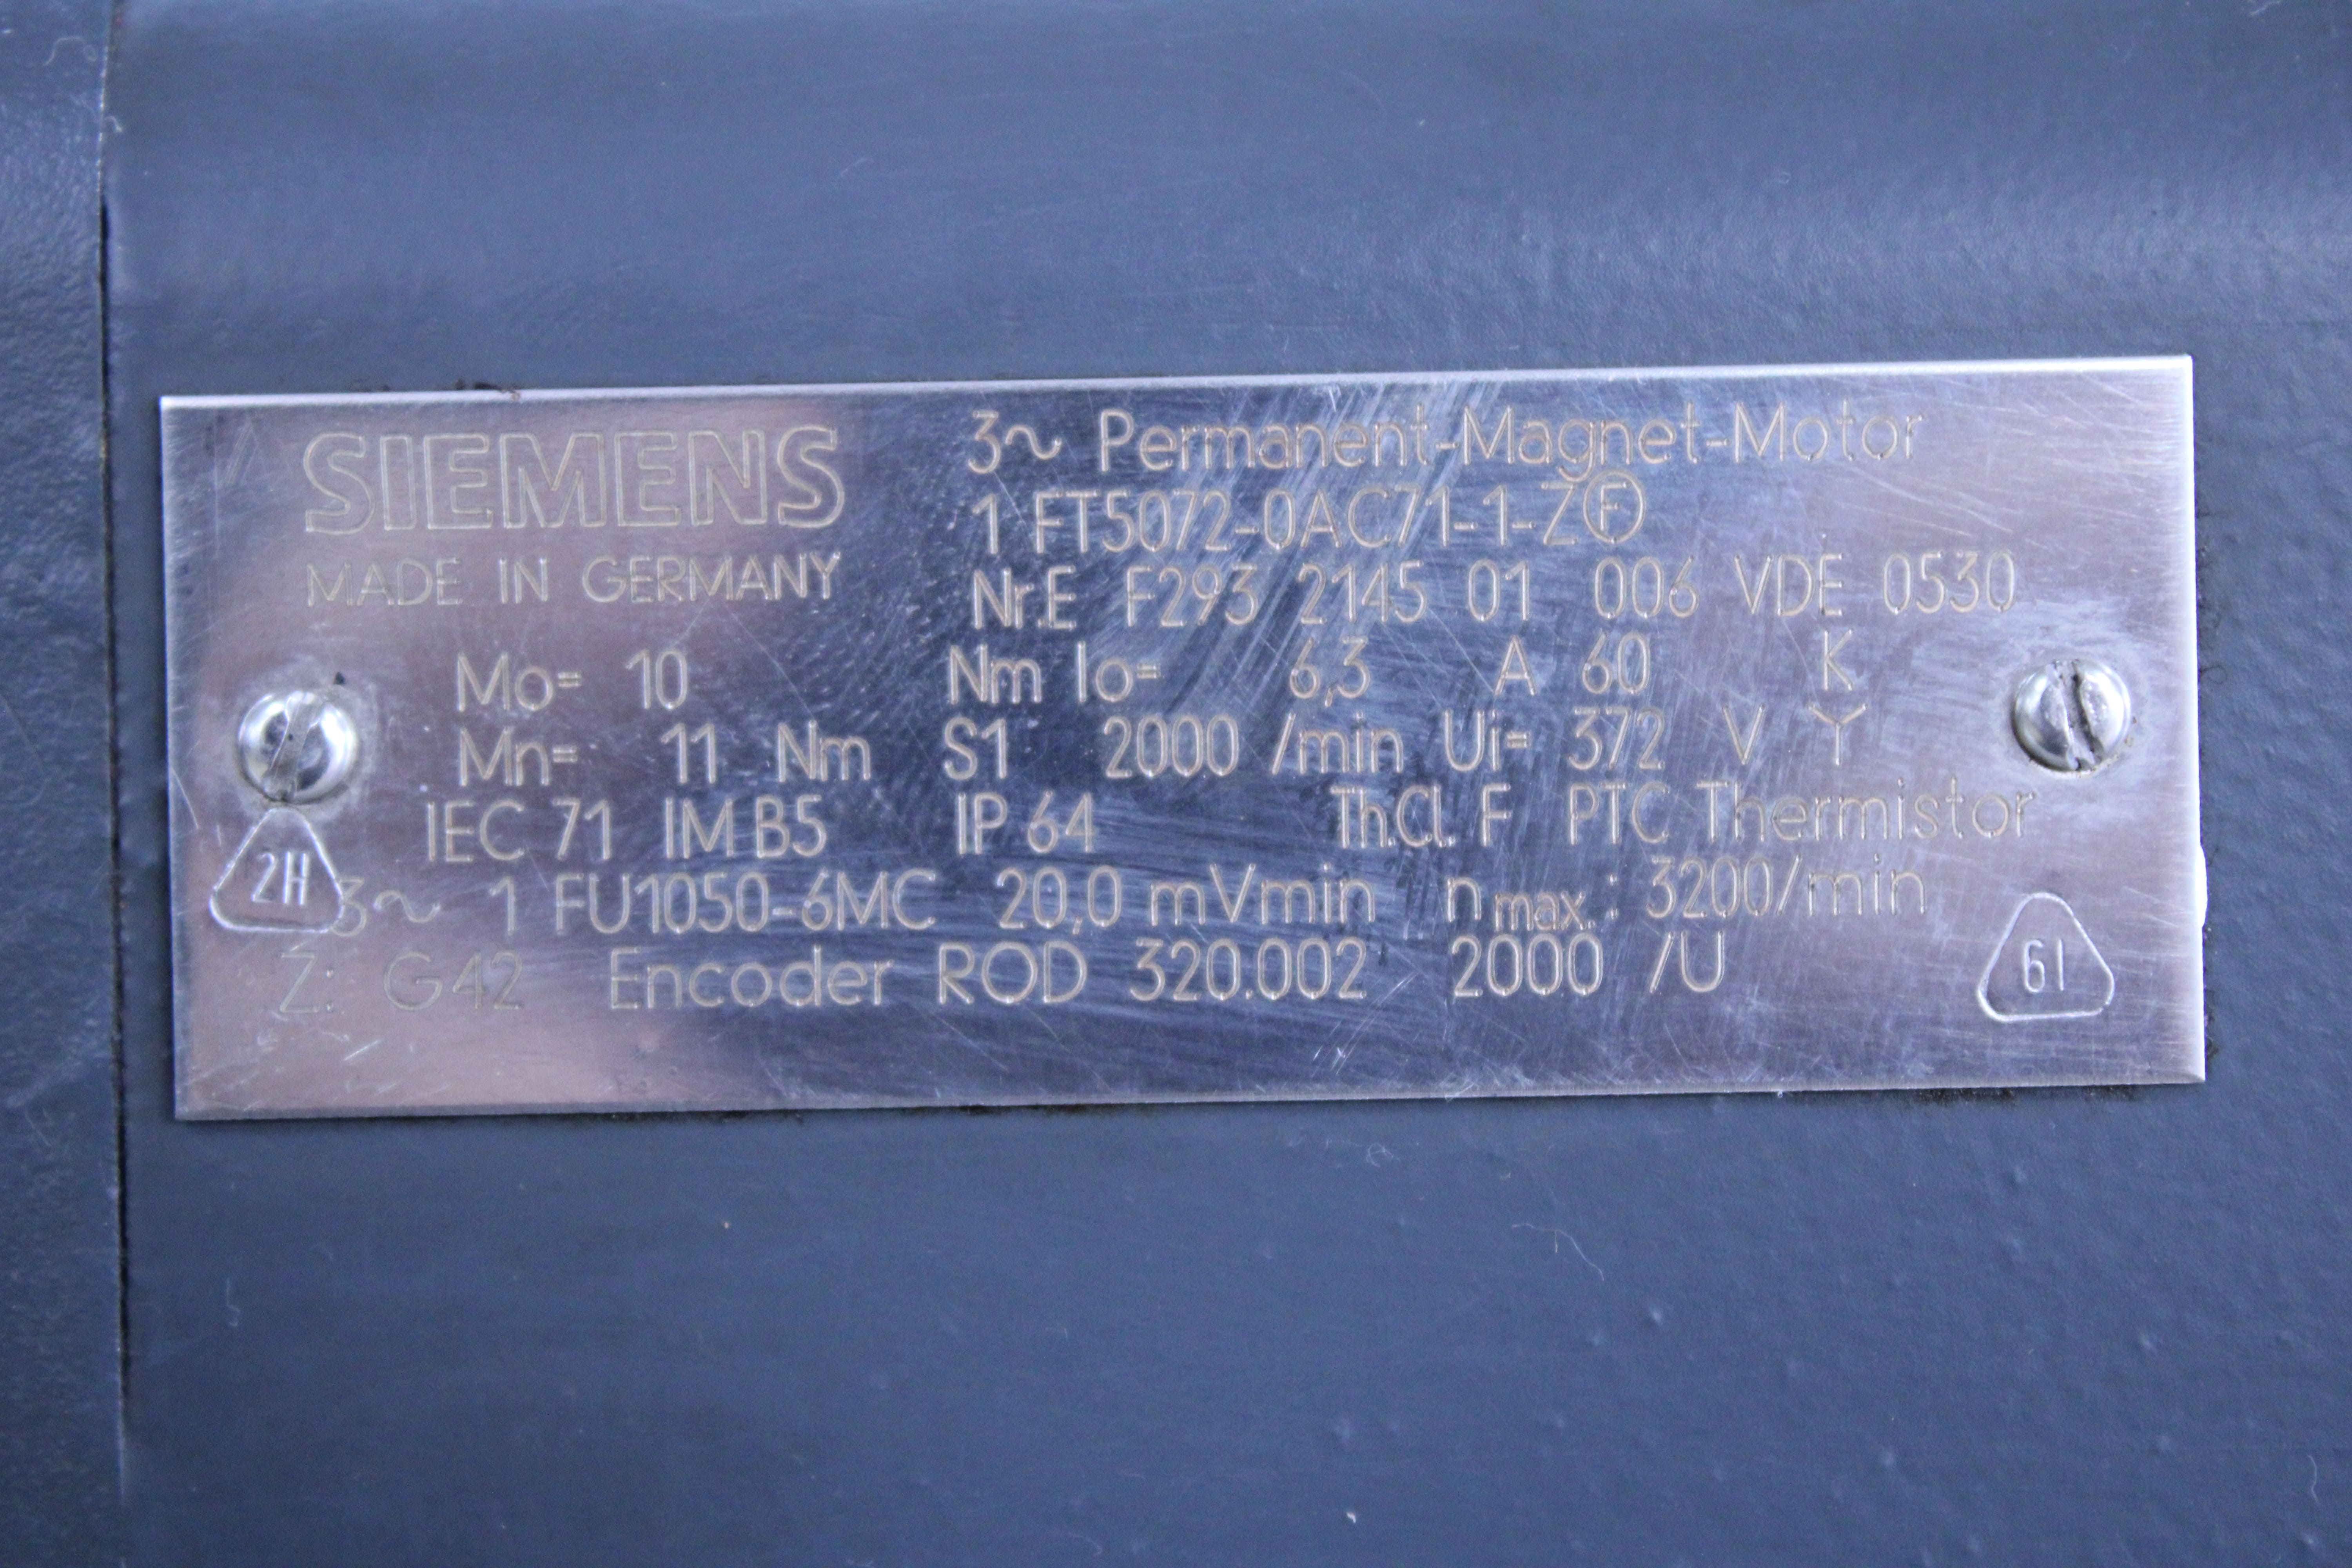 SIEMENS
MADE IN GERMANY
3~ Permanent-Magnet-Motor
1 FT5072-0AC71-1-Z Ⓕ
Nr.E F293 2145 01 006 VDE 0530
Mo= 10 Nm Io= 6,3 A 60 K
Mn= 11 Nm S1 2000 /min Ui= 372 V Y
IEC 71 IM B5 IP 64 Th.Cl. F PTC Thermistor
2H
3~ 1 FU1050-6MC 20,0 mVmin nmax.: 3200/min
Z: G42 Encoder ROD 320.002 2000 /U
61